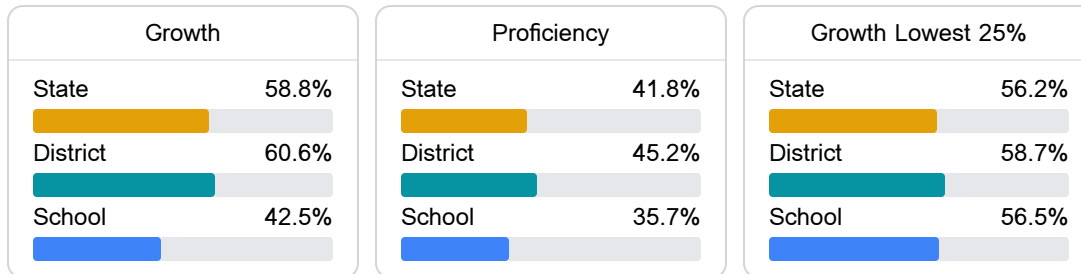 Growth
State 58.8%
District 60.6%
School 42.5%
Proficiency
State 41.8%
District 45.2%
School 35.7%
Growth Lowest 25%
State 56.2%
District 58.7%
School 56.5%